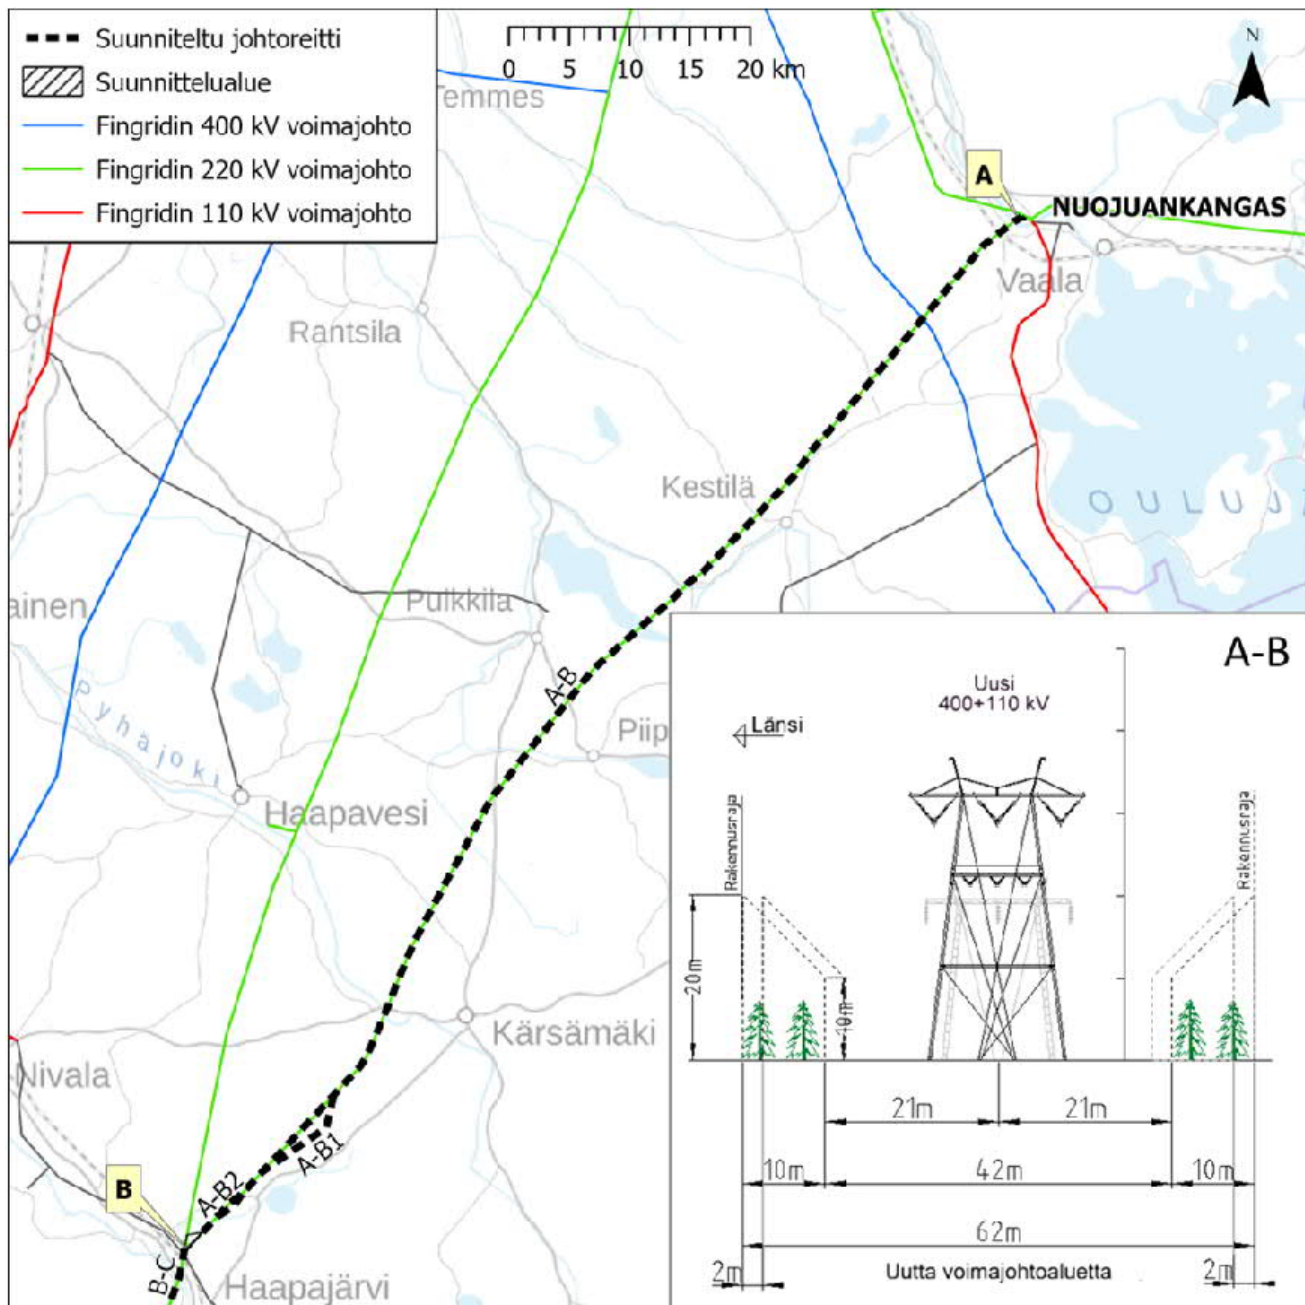 Suunniteltu johtoreitti
Suunnittelualue
Fingridin 400 kV voimajohto
Fingridin 220 kV voimajohto
Fingridin 110 kV voimajohto
0 5 10 15 20 km
N
emmes
A
NUOJUANKANGAS
Vaala
Rantsila
Kestilä
OULUJ
Pulkkila
ainen
A-B
Pyhäjoki
Piip
Haapavesi
Kärsämäki
Nivala
A-B1
A-B2
B
B-C
Haapajärvi
A-B
Uusi
400+110 kV
Länsi
Rakennusraja
Rakennusraja
20m
10m
21m 21m
10m 42m 10m
62m
2m Uutta voimajohtoaluetta 2m